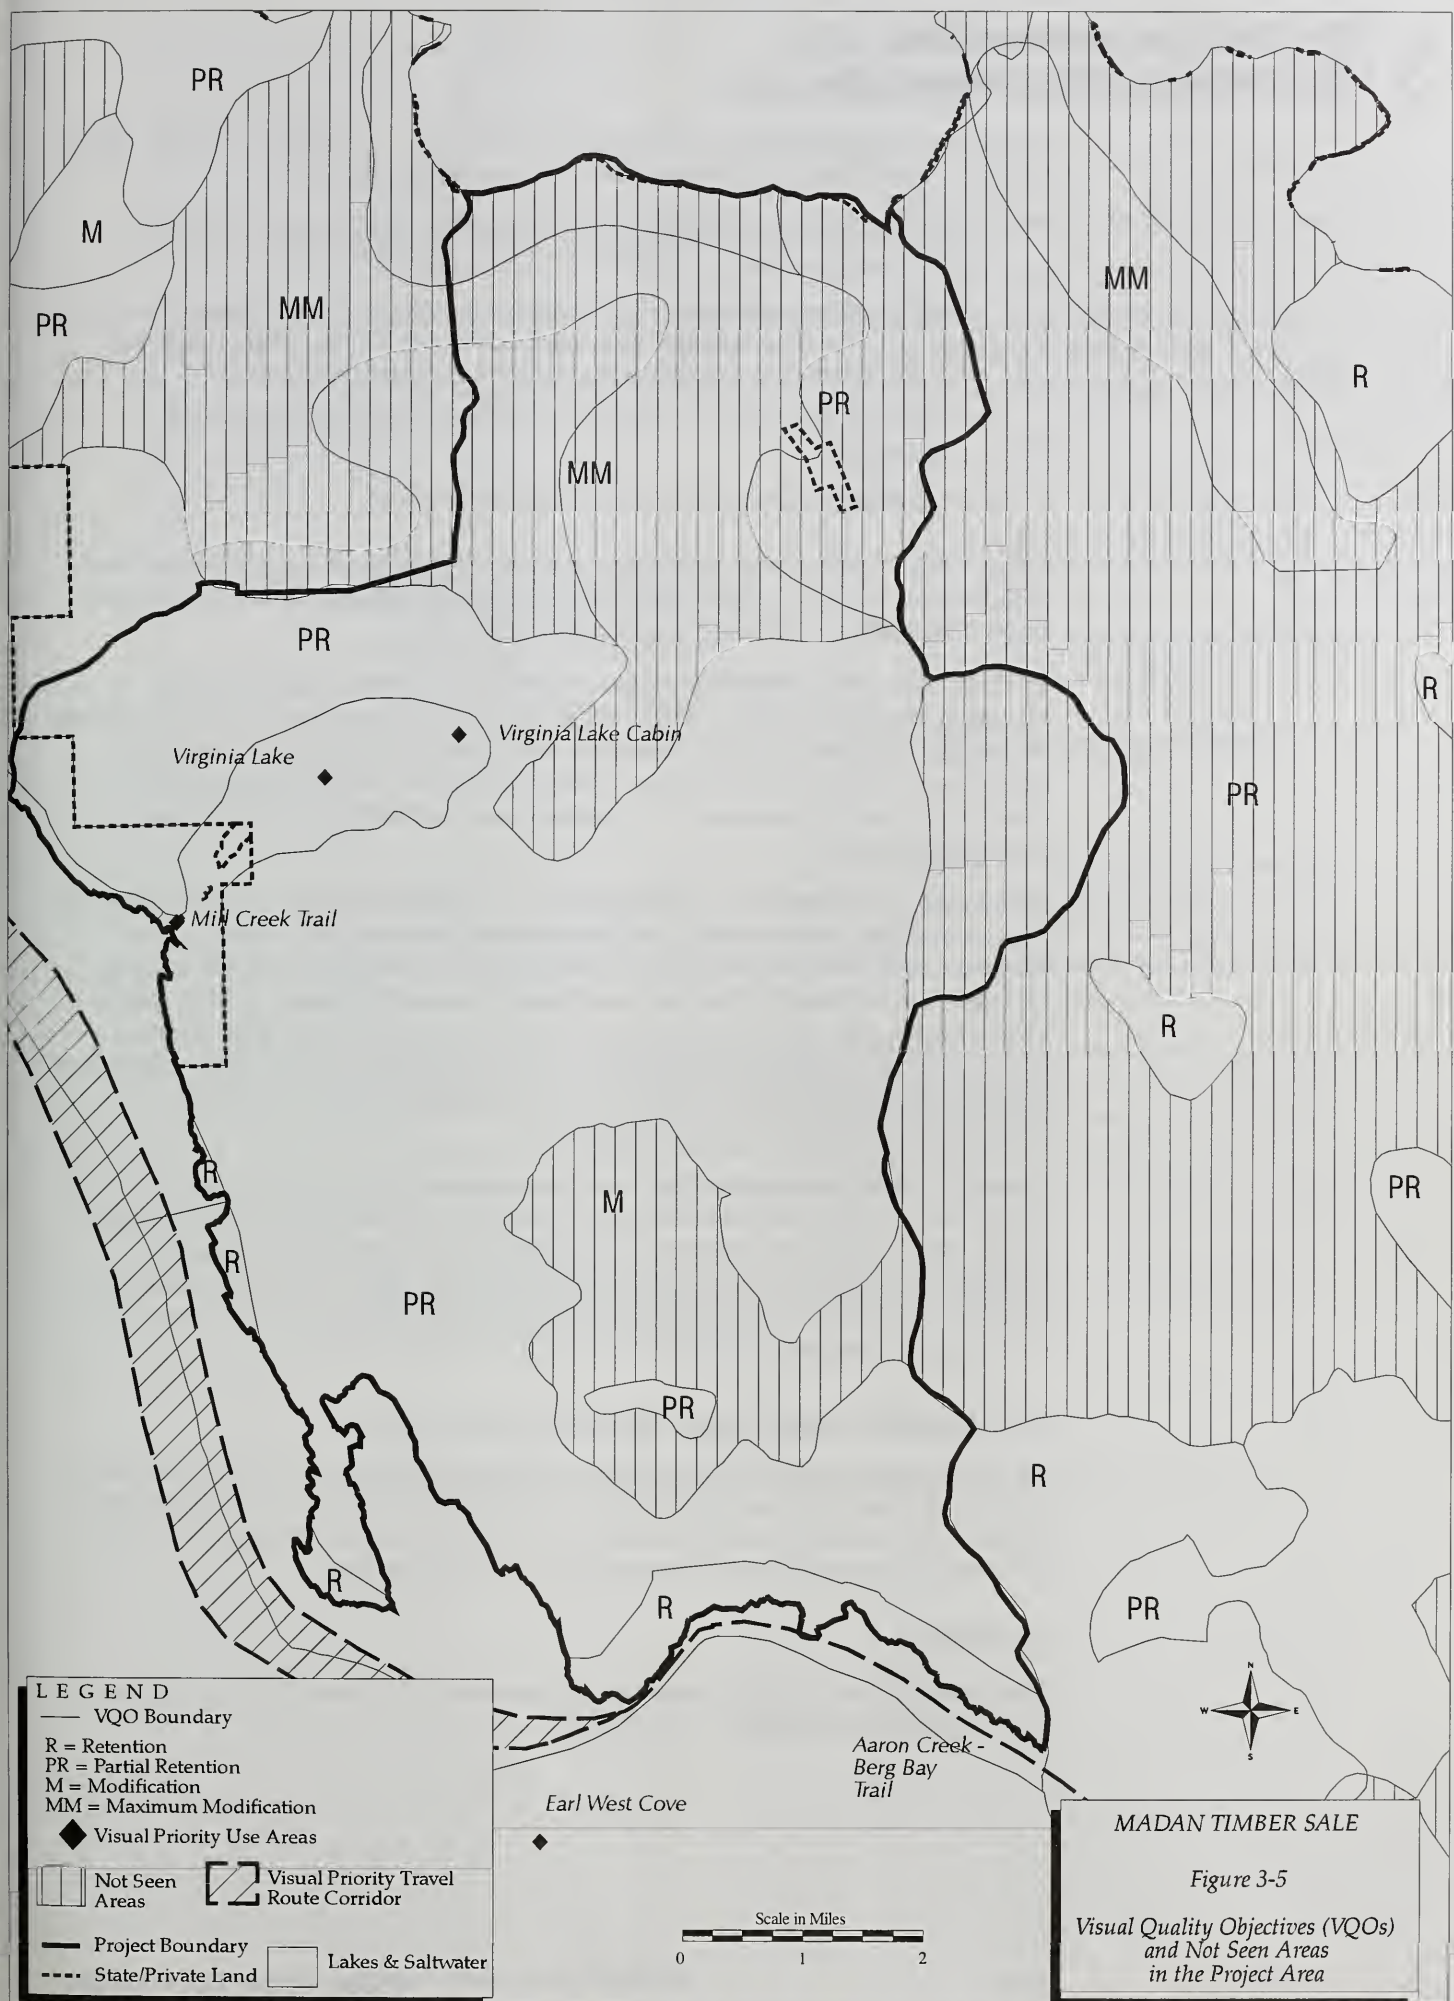 PR
M
PR
MM
MM
R
PR
MM
PR
R
Virginia Lake Cabin
Virginia Lake
PR
Mill Creek Trail
R
R
M
PR
R
PR
PR
R
R
R
PR
N
W E
S
Aaron Creek -
Berg Bay
Trail
Earl West Cove
LEGEND
VQO Boundary
R = Retention
PR = Partial Retention
M = Modification
MM = Maximum Modification
Visual Priority Use Areas
Not Seen
Areas
Visual Priority Travel
Route Corridor
Project Boundary
State/Private Land
Lakes & Saltwater
Scale in Miles
0 1 2
MADAN TIMBER SALE
Figure 3-5
Visual Quality Objectives (VQOs)
and Not Seen Areas
in the Project Area